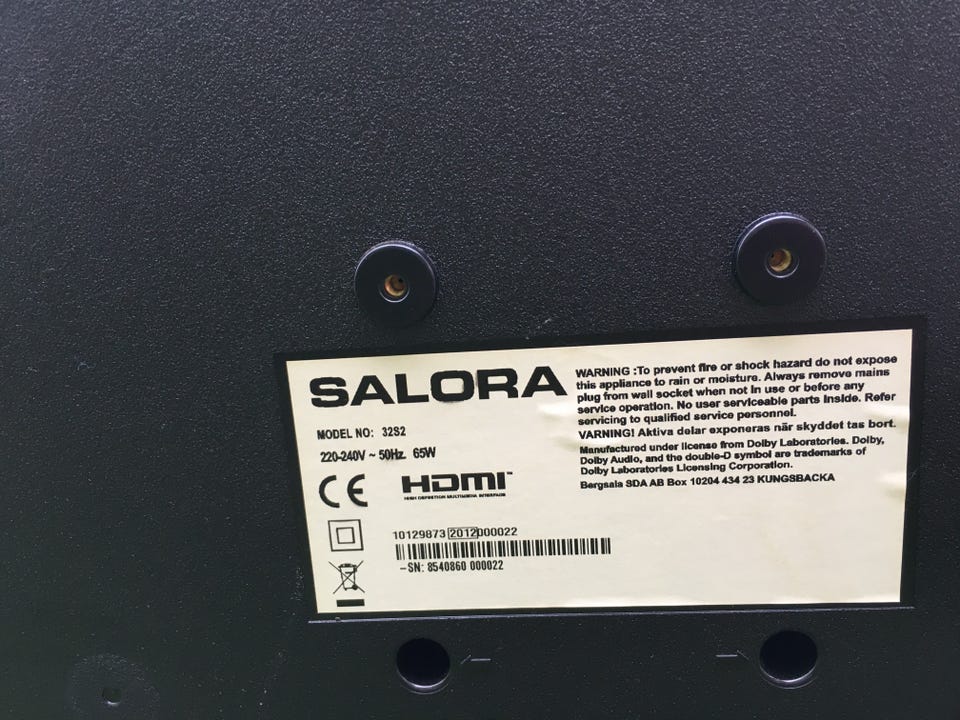 SALORA
MODEL NO: 32S2
220-240V ~ 50Hz. 65W
CE
HDMI™
HIGH DEFINITION MULTIMEDIA INTERFACE
10129873 2012000022
-SN: 8540860 000022
WARNING :To prevent fire or shock hazard do not expose
this appliance to rain or moisture. Always remove mains
plug from wall socket when not in use or before any
service operation. No user serviceable parts inside. Refer
servicing to qualified service personnel.
VARNING! Aktiva delar exponeras när skyddet tas bort.
Manufactured under license from Dolby Laboratories. Dolby,
Dolby Audio, and the double-D symbol are trademarks of
Dolby Laboratories Licensing Corporation.
Bergsala SDA AB Box 10204 434 23 KUNGSBACKA